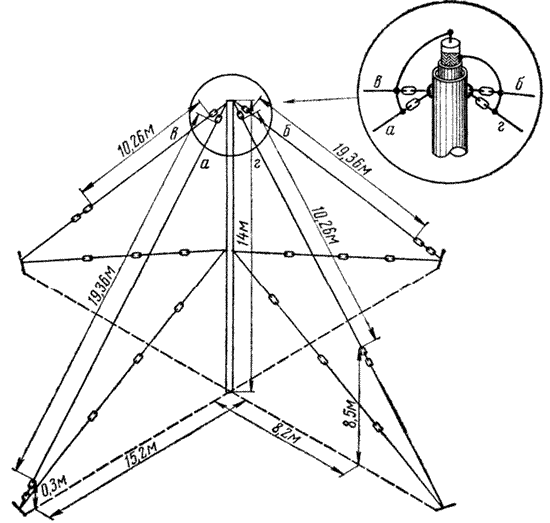 в
б
а
г
10,26м
в
б
19,36м
а
г
14м
10,26м
19,36м
8,5м
8,2м
15,2м
0,3м